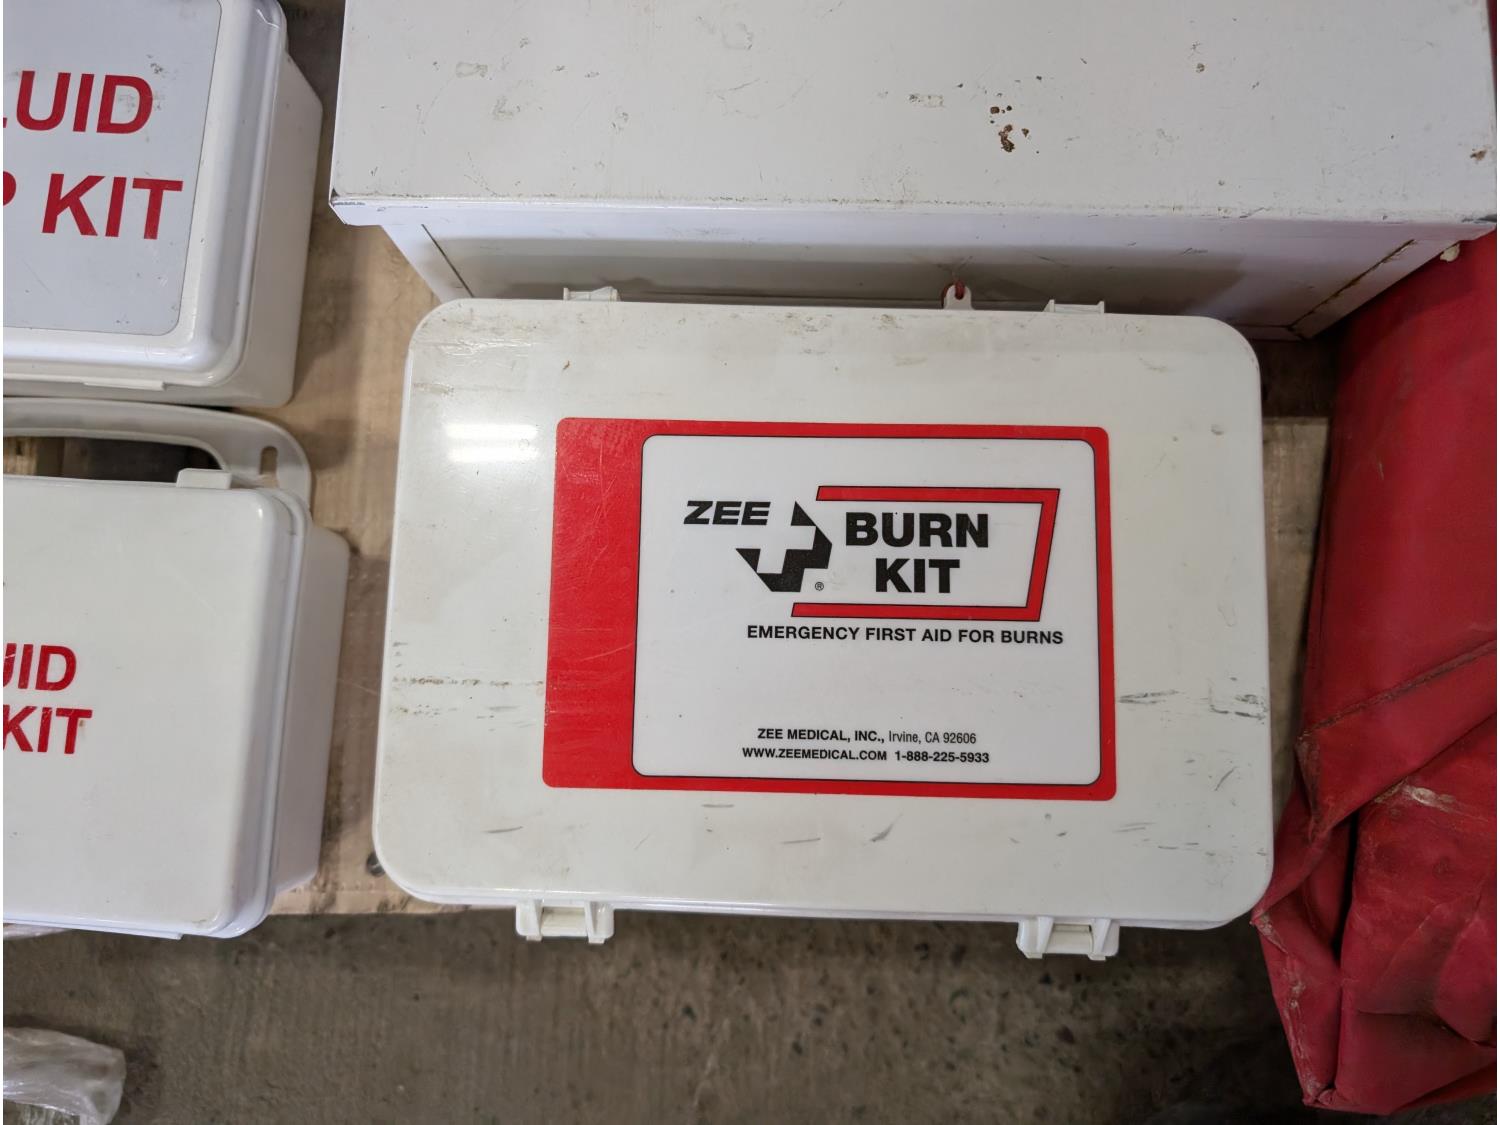 UID
KIT
UID
KIT
ZEE
BURN
KIT
EMERGENCY FIRST AID FOR BURNS
ZEE MEDICAL, INC., Irvine, CA 92606
WWW.ZEEMEDICAL.COM 1-888-225-5933